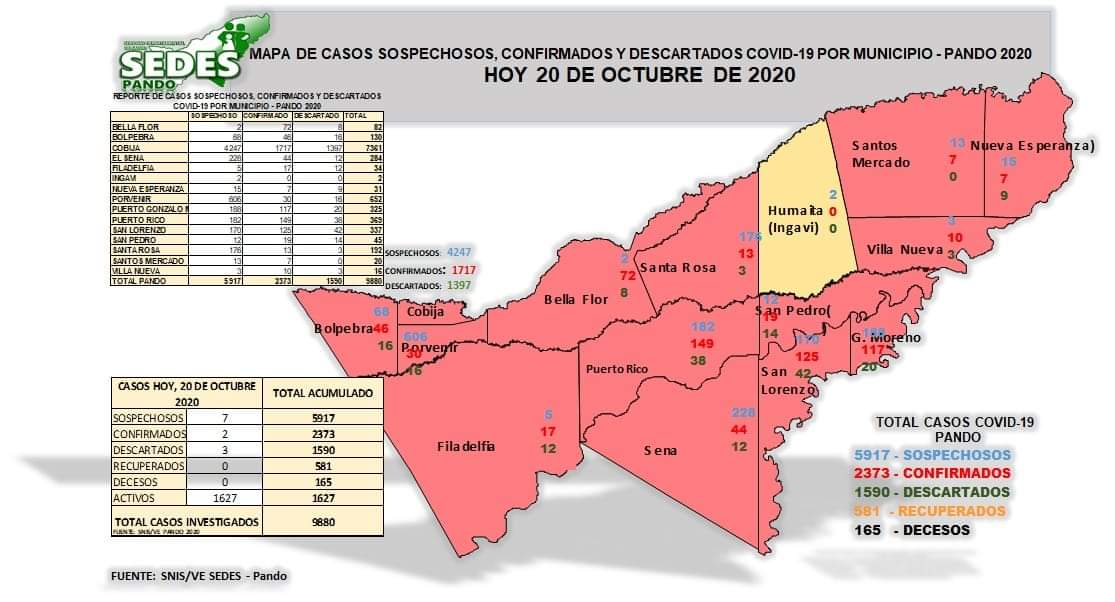 SEDES
PANDO
MAPA DE CASOS SOSPECHOSOS, CONFIRMADOS Y DESCARTADOS COVID-19 POR MUNICIPIO - PANDO 2020
HOY 20 DE OCTUBRE DE 2020
REPORTE DE CASOS SOSPECHOSOS, CONFIRMADOS Y DESCARTADOS
COVID-19 POR MUNICIPIO - PANDO 2020
SOSPECHOSO CONFIRMADO DESCARTADO TOTAL
BELLA FLOR 2 72 8 82
BOLPEBRA 68 46 16 130
COBIJA 4247 1717 1397 7361
EL SENA 228 44 12 284
FILADELFIA 5 17 12 34
INGAVI 2 0 0 2
NUEVA ESPERANZA 15 7 9 31
PORVENIR 606 30 16 652
PUERTO GONZALO M 188 117 20 325
PUERTO RICO 182 149 38 369
SAN LORENZO 170 125 42 337
SAN PEDRO 12 19 14 45
SANTA ROSA 176 13 3 192
SANTOS MERCADO 13 7 0 20
VILLA NUEVA 3 10 3 16
TOTAL PANDO 5917 2373 1590 9880
SOSPECHOSOS: 4247
CONFIRMADOS: 1717
DESCARTADOS: 1397
Santos
Mercado
13
7
0
Nueva Esperanza)
15
7
9
Humaita
(Ingavi)
2
0
0
Villa Nueva
3
10
3
Santa Rosa
176
13
3
Bella Flor
2
72
8
Cobija
Bolpebra
68
46
16
Porvenir
606
30
16
San Pedro(
12
19
14
G. Moreno
188
117
20
San
Lorenzo
170
125
42
Puerto Rico
182
149
38
Sena
228
44
12
Filadelfia
5
17
12
CASOS HOY, 20 DE OCTUBRE
2020
TOTAL ACUMULADO
SOSPECHOSOS 7 5917
CONFIRMADOS 2 2373
DESCARTADOS 3 1590
RECUPERADOS 0 581
DECESOS 0 165
ACTIVOS 1627 1627
TOTAL CASOS INVESTIGADOS 9880
FUENTE: SNIS/VE PANDO 2020
TOTAL CASOS COVID-19
PANDO
5917 - SOSPECHOSOS
2373 - CONFIRMADOS
1590 - DESCARTADOS
581 - RECUPERADOS
165 - DECESOS
FUENTE: SNIS/VE SEDES - Pando